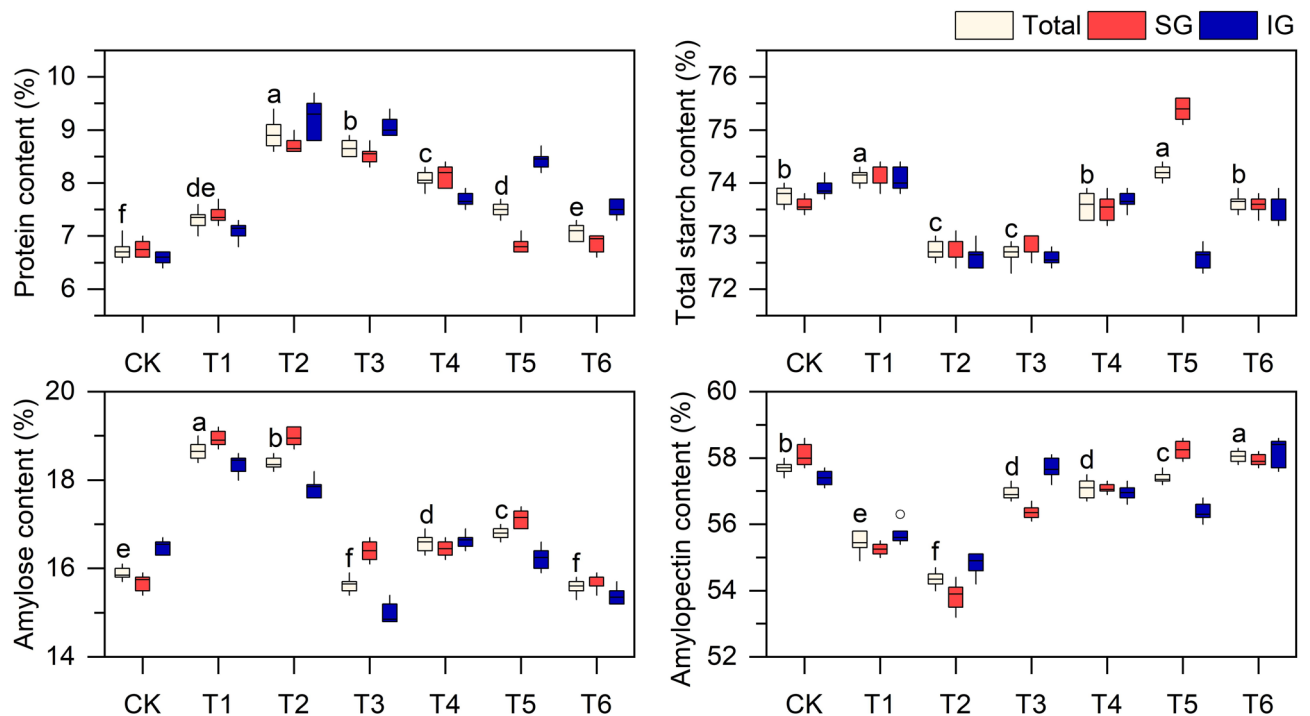 Total SG IG
Protein content (%)
10
9
8
7
6
f
de
a
b
c
d
e
CK T1 T2 T3 T4 T5 T6
Total starch content (%)
76
75
74
73
72
b
a
c
c
b
a
b
CK T1 T2 T3 T4 T5 T6
Amylose content (%)
20
18
16
14
e
a
b
f
d
c
f
CK T1 T2 T3 T4 T5 T6
Amylopectin content (%)
60
58
56
54
52
b
e
f
d
d
c
a
CK T1 T2 T3 T4 T5 T6